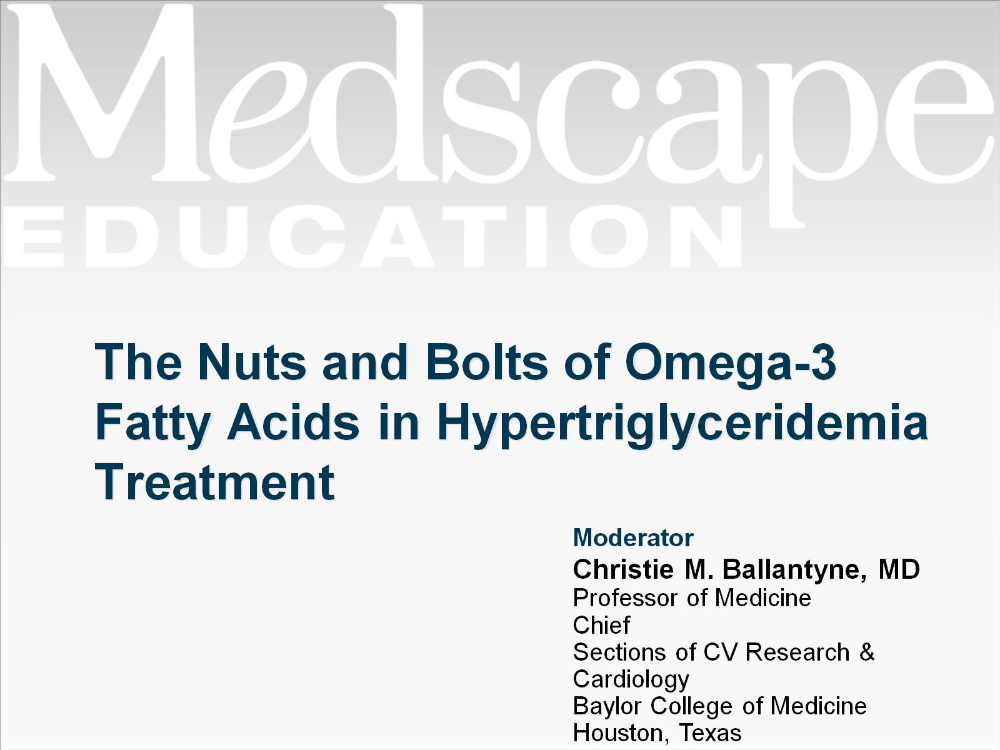 Medscape
EDUCATION
The Nuts and Bolts of Omega-3
Fatty Acids in Hypertriglyceridemia
Treatment
Moderator
Christie M. Ballantyne, MD
Professor of Medicine
Chief
Sections of CV Research &
Cardiology
Baylor College of Medicine
Houston, Texas